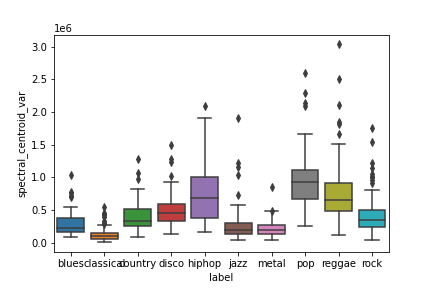 1e6
3.0
2.5
2.0
1.5
1.0
0.5
0.0
spectral_centroid_var
blues classical country disco hiphop jazz metal pop reggae rock
label